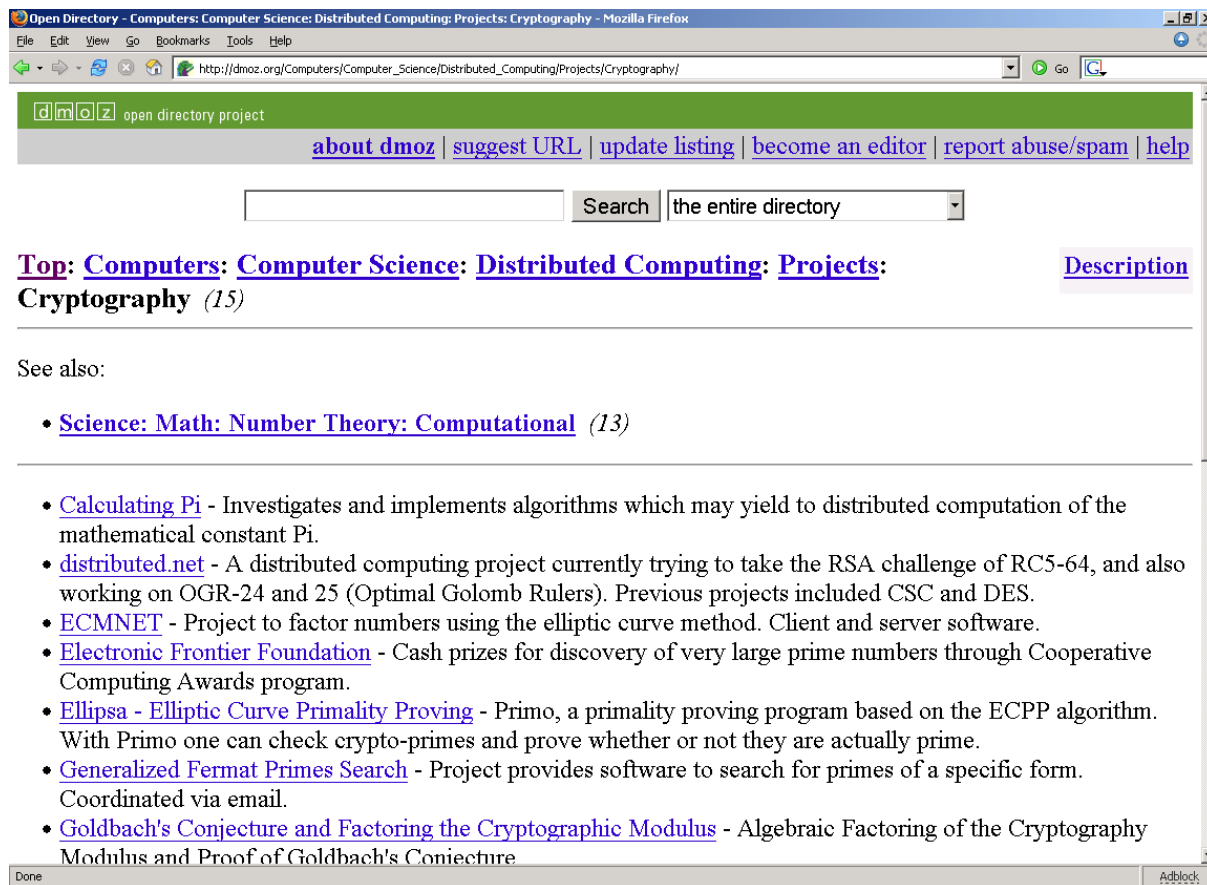 Open Directory - Computers: Computer Science: Distributed Computing: Projects: Cryptography - Mozilla Firefox
File Edit View Go Bookmarks Tools Help
http://dmoz.org/Computers/Computer_Science/Distributed_Computing/Projects/Cryptography/ Go G
dmoz open directory project
about dmoz | suggest URL | update listing | become an editor | report abuse/spam | help
Search the entire directory
Top: Computers: Computer Science: Distributed Computing: Projects: Description
Cryptography (15)
See also:
• Science: Math: Number Theory: Computational (13)
• Calculating Pi - Investigates and implements algorithms which may yield to distributed computation of the
mathematical constant Pi.
• distributed.net - A distributed computing project currently trying to take the RSA challenge of RC5-64, and also
working on OGR-24 and 25 (Optimal Golomb Rulers). Previous projects included CSC and DES.
• ECMNET - Project to factor numbers using the elliptic curve method. Client and server software.
• Electronic Frontier Foundation - Cash prizes for discovery of very large prime numbers through Cooperative
Computing Awards program.
• Ellipsa - Elliptic Curve Primality Proving - Primo, a primality proving program based on the ECPP algorithm.
With Primo one can check crypto-primes and prove whether or not they are actually prime.
• Generalized Fermat Primes Search - Project provides software to search for primes of a specific form.
Coordinated via email.
• Goldbach's Conjecture and Factoring the Cryptographic Modulus - Algebraic Factoring of the Cryptography
Modulus and Proof of Goldbach's Conjecture
Done Adblock